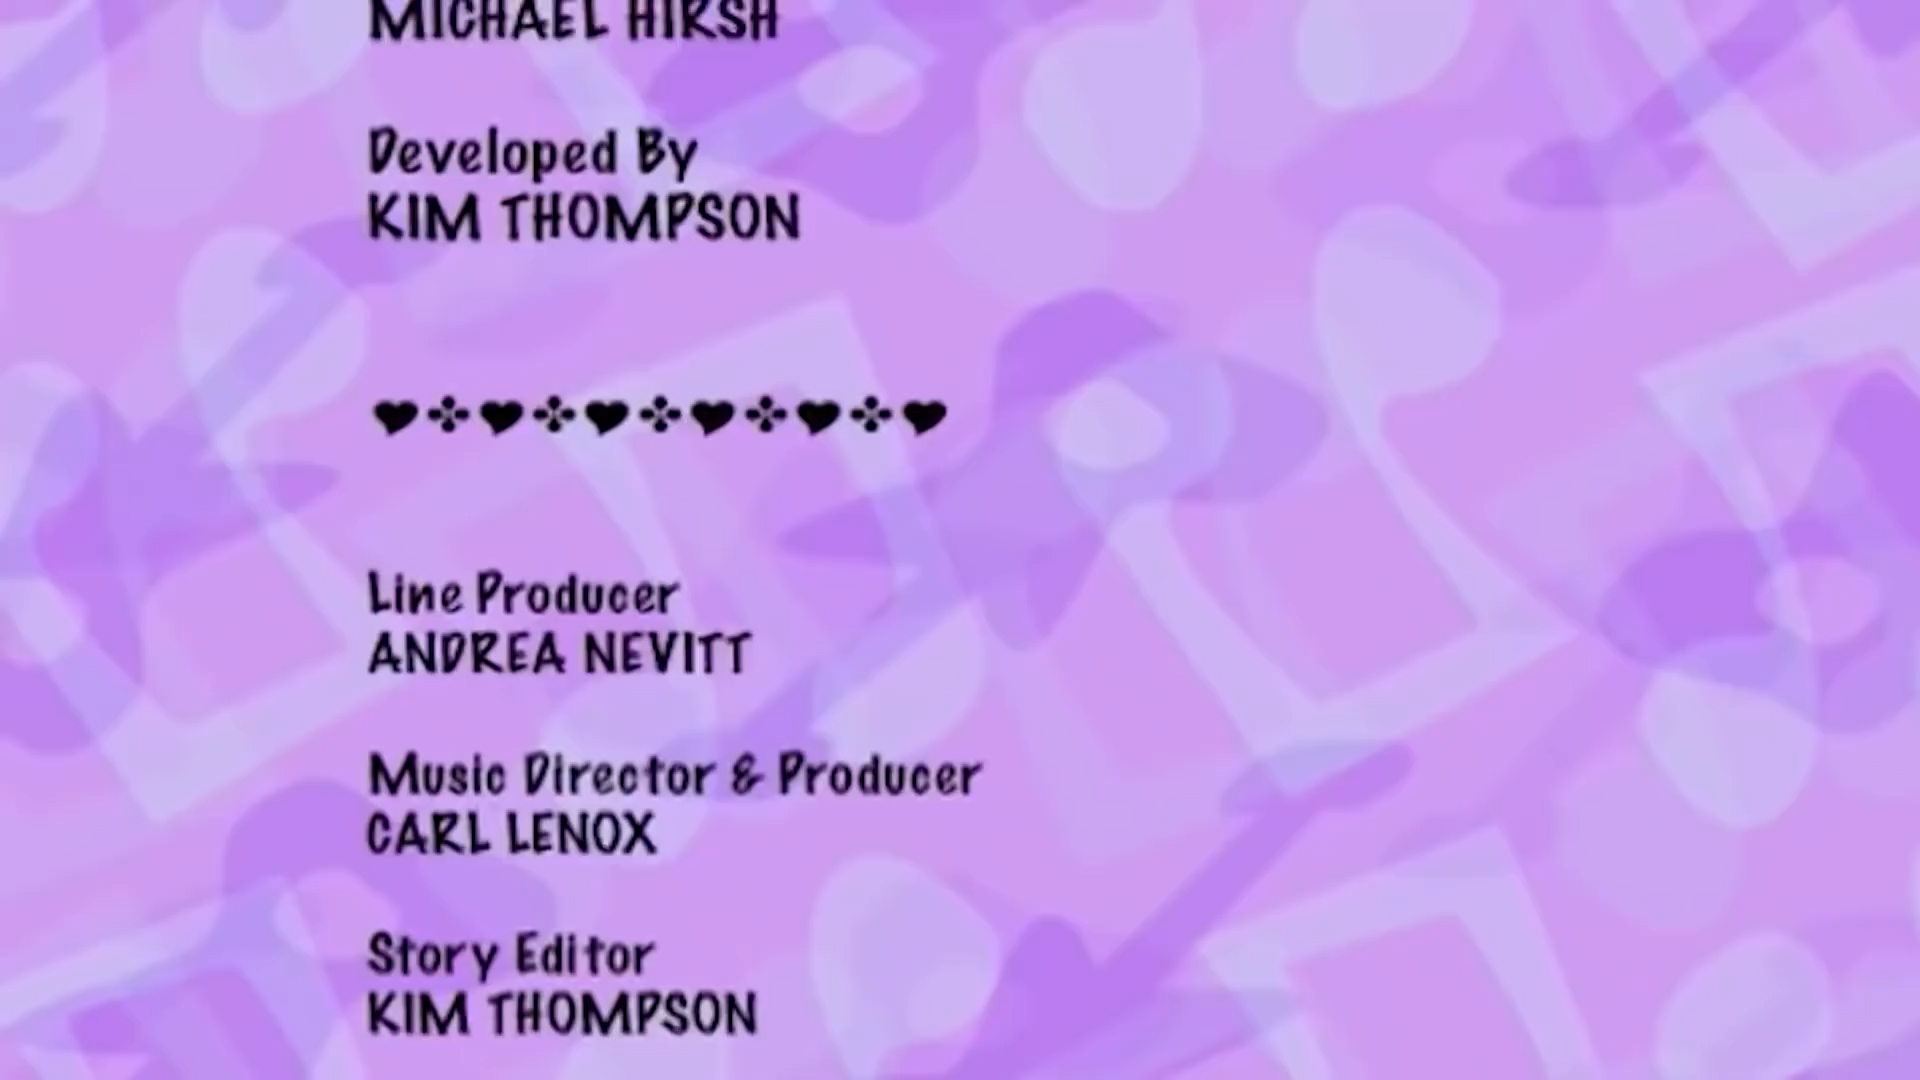 MICHAEL HIRSH
Developed By
KIM THOMPSON
Line Producer
ANDREA NEVITT
Music Director & Producer
CARL LENOX
Story Editor
KIM THOMPSON